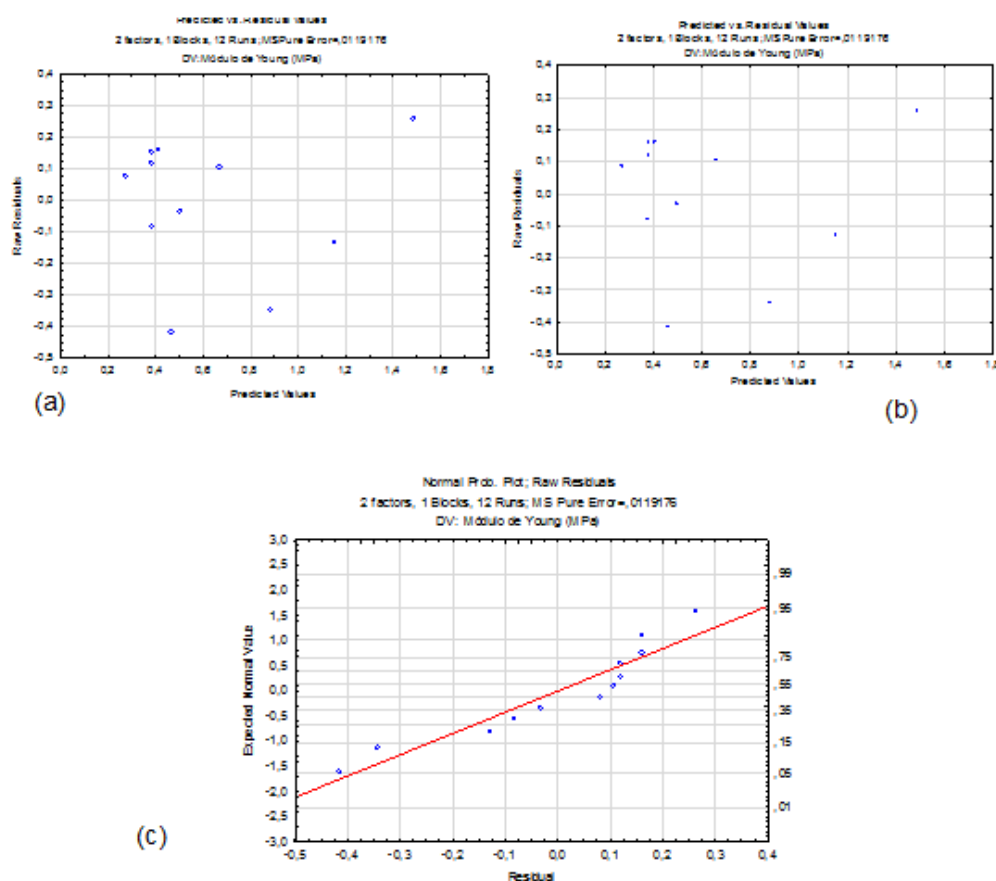 Predicted vs. Residual Values
2 factors, 1 Blocks, 12 Runs; MS Pure Error=,0119176
DV: Módulo de Young (MPa)
0,4
0,3
0,2
0,1
0,0
-0,1
-0,2
-0,3
-0,4
-0,5
Raw Residuals
0,0 0,2 0,4 0,6 0,8 1,0 1,2 1,4 1,6 1,8
Predicted Values
(a)
Predicted vs. Residual Values
2 factors, 1 Blocks, 12 Runs; MS Pure Error=,0119176
DV: Módulo de Young (MPa)
0,4
0,3
0,2
0,1
0,0
-0,1
-0,2
-0,3
-0,4
-0,5
Raw Residuals
0,0 0,2 0,4 0,6 0,8 1,0 1,2 1,4 1,6 1,8
Predicted Values
(b)
Normal Prob. Plot; Raw Residuals
2 factors, 1 Blocks, 12 Runs; MS Pure Error=,0119176
DV: Módulo de Young (MPa)
3,0
2,5
2,0
1,5
1,0
0,5
0,0
-0,5
-1,0
-1,5
-2,0
-2,5
-3,0
Expected Normal Value
,99
,95
,75
,55
,35
,15
,05
,01
-0,5 -0,4 -0,3 -0,2 -0,1 0,0 0,1 0,2 0,3 0,4
Residual
(c)